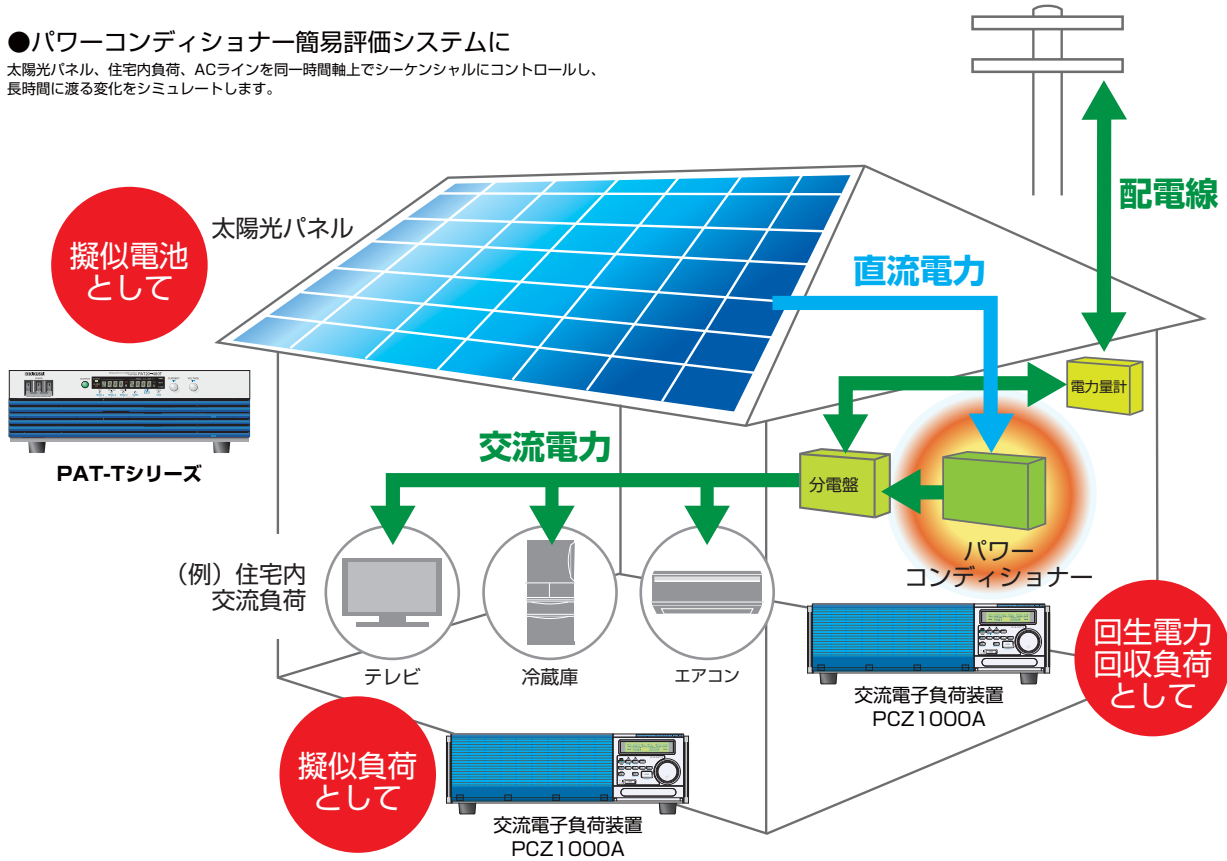 ●パワーコンディショナー簡易評価システムに
太陽光パネル、住宅内負荷、ACラインを同一時間軸上でシーケンシャルにコントロールし、
長時間に渡る変化をシミュレートします。
配電線
太陽光パネル
擬似電池
として
直流電力
電力量計
PAT-Tシリーズ
交流電力
分電盤
パワー
コンディショナー
（例）住宅内
交流負荷
テレビ
冷蔵庫
エアコン
回生電力
回収負荷
として
交流電子負荷装置
PCZ1000A
擬似負荷
として
交流電子負荷装置
PCZ1000A